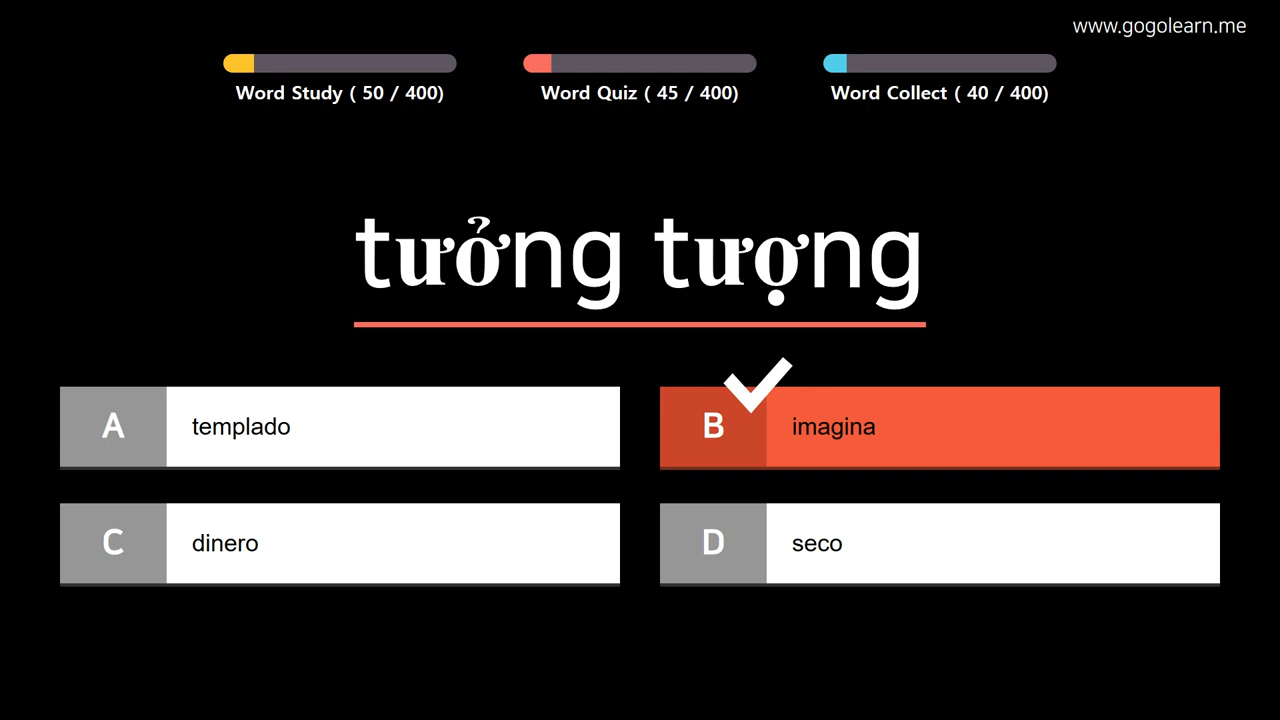 www.gogolearn.me
Word Study ( 50 / 400)
Word Quiz ( 45 / 400)
Word Collect ( 40 / 400)
tưởng tượng
A templado
B imagina
C dinero
D seco